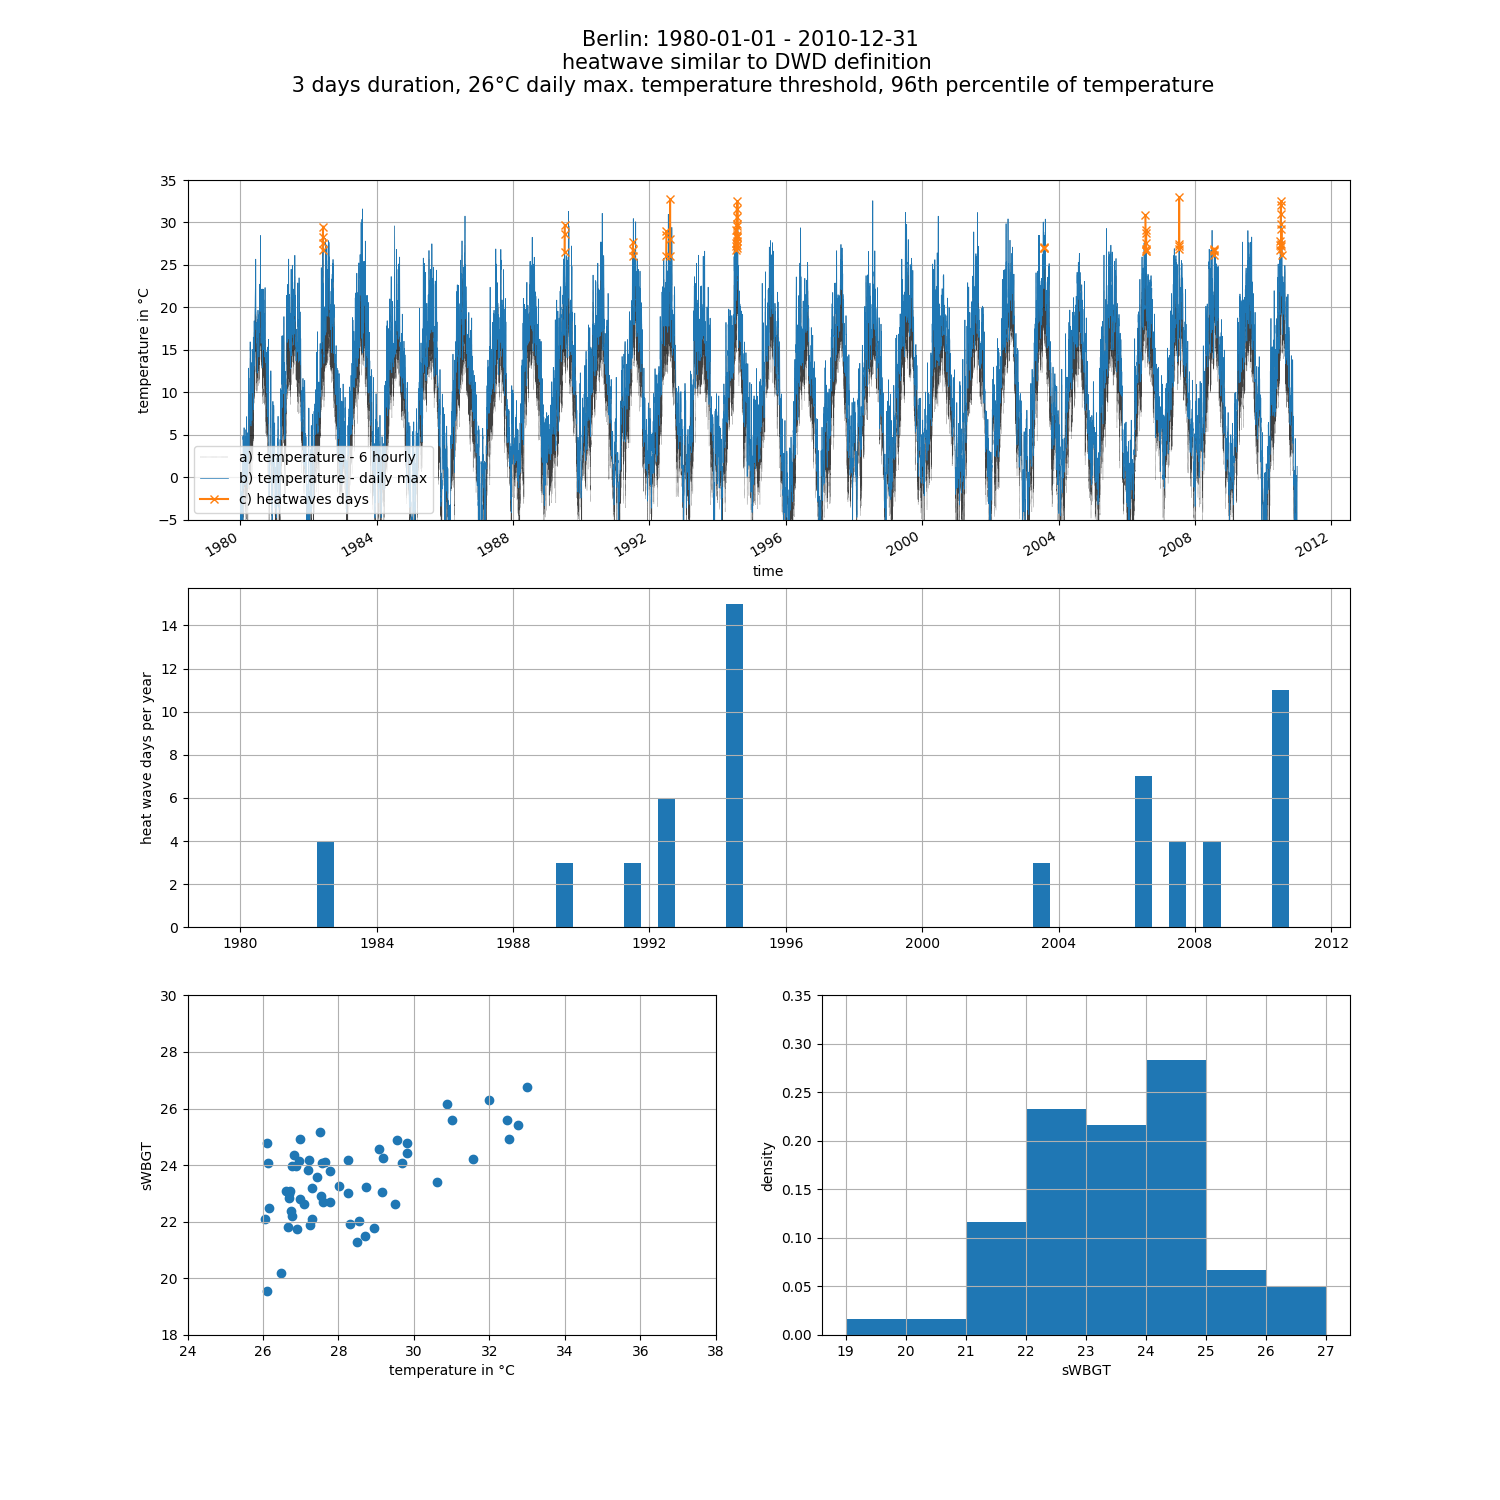 Berlin: 1980-01-01 - 2010-12-31
heatwave similar to DWD definition
3 days duration, 26°C daily max. temperature threshold, 96th percentile of temperature
35
30
25
20
15
10
5
0
−5
temperature in °C
a) temperature - 6 hourly
b) temperature - daily max
c) heatwaves days
1980 1984 1988 1992 1996 2000 2004 2008 2012
time
14
12
10
8
6
4
2
0
heat wave days per year
1980 1984 1988 1992 1996 2000 2004 2008 2012
30
28
26
24
22
20
18
sWBGT
24 26 28 30 32 34 36 38
temperature in °C
0.35
0.30
0.25
0.20
0.15
0.10
0.05
0.00
density
19 20 21 22 23 24 25 26 27
sWBGT